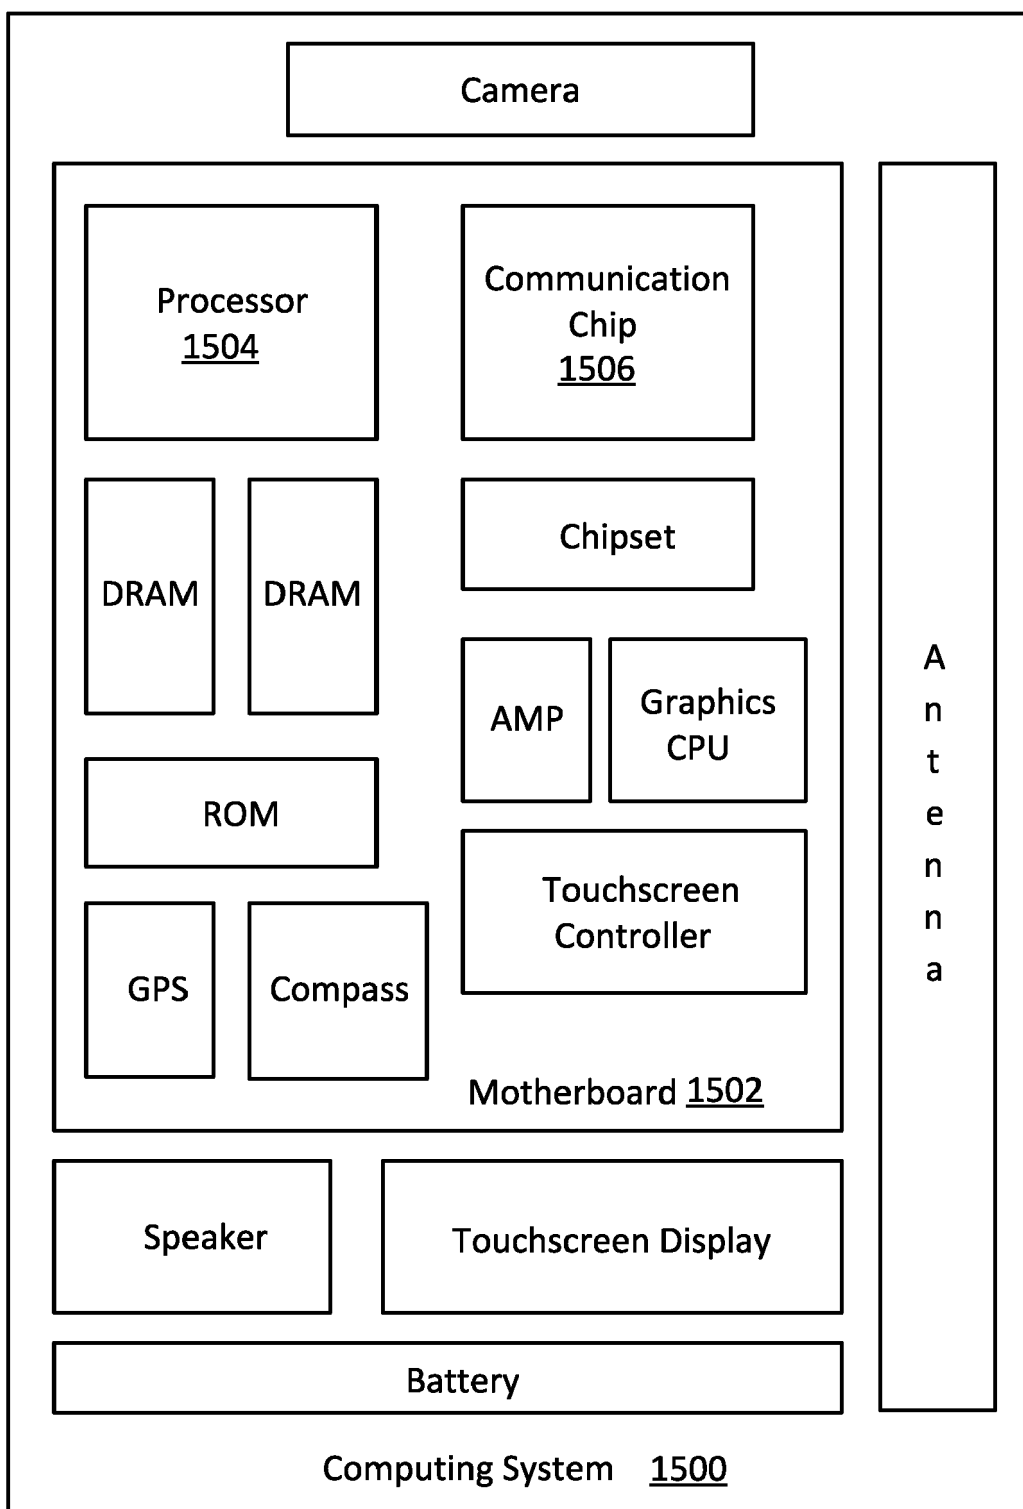 Camera
Processor
1504
Communication
Chip
1506
DRAM
DRAM
Chipset
AMP
Graphics
CPU
ROM
Touchscreen
Controller
GPS
Compass
Motherboard 1502
Antenna
Speaker
Touchscreen Display
Battery
Computing System 1500